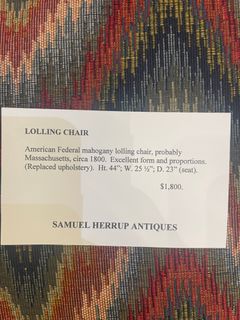 LOLLING CHAIR
American Federal mahogany lolling chair, probably
Massachusetts, circa 1800. Excellent form and proportions.
(Replaced upholstery). Ht. 44"; W. 25 ½"; D. 23" (seat).
$1,800.
SAMUEL HERRUP ANTIQUES